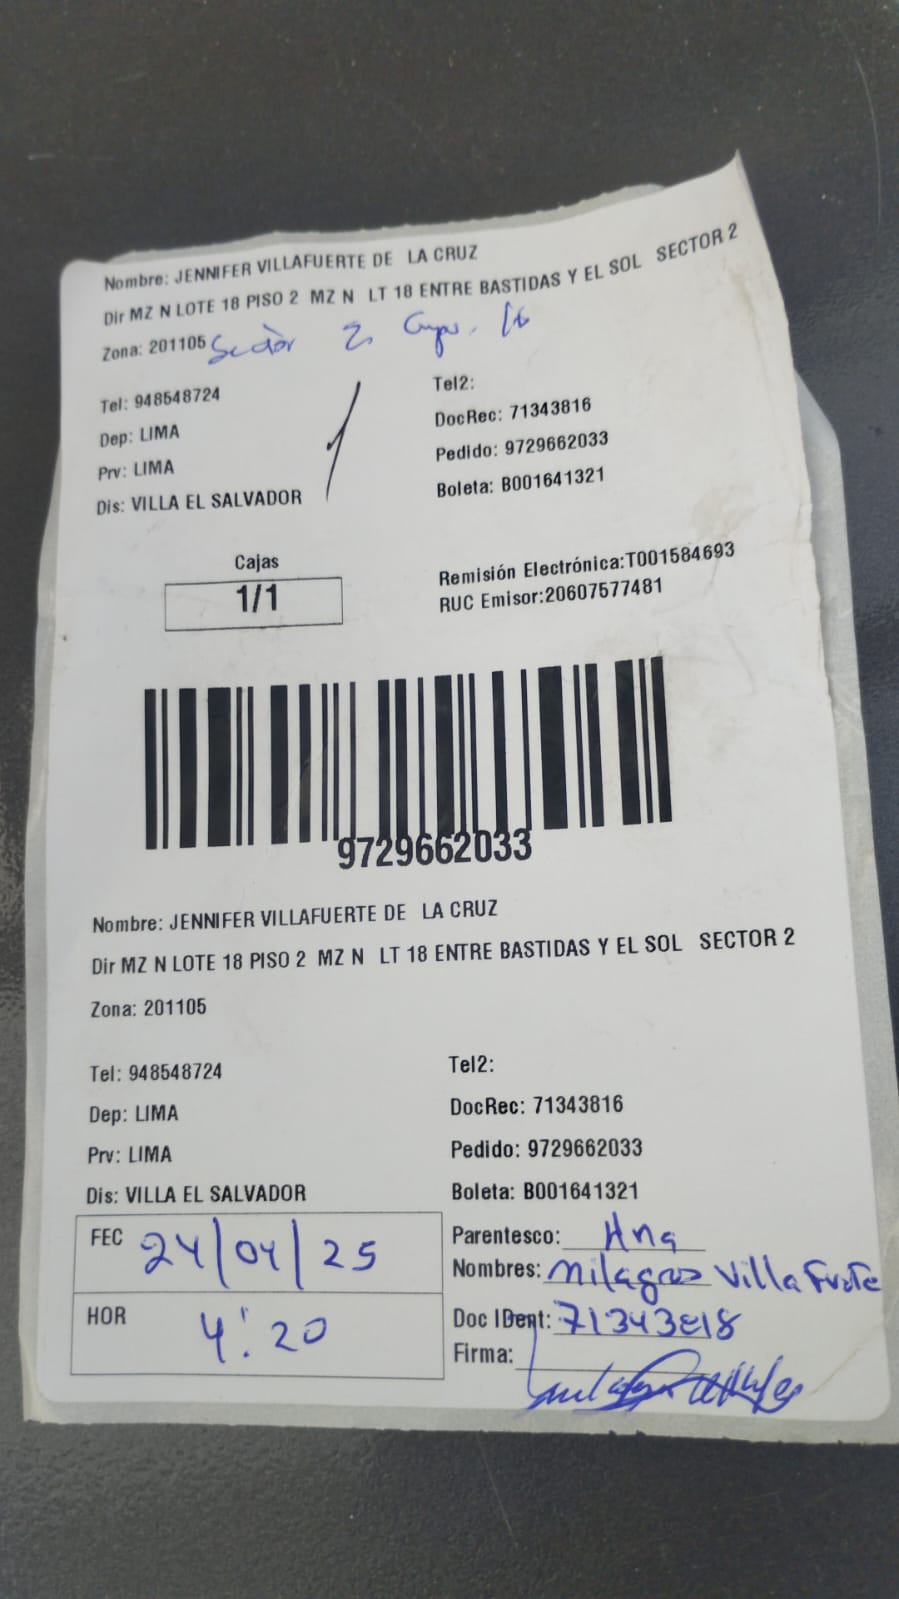 Nombre: JENNIFER VILLAFUERTE DE LA CRUZ
Dir MZ N LOTE 18 PISO 2 MZ N LT 18 ENTRE BASTIDAS Y EL SOL SECTOR 2
Zona: 201105 Sector 2 16
Tel: 948548724 Tel2:
Dep: LIMA DocRec: 71343816
Prv: LIMA Pedido: 9729662033
Dis: VILLA EL SALVADOR Boleta: B001641321
Cajas
1/1
Remisión Electrónica:T001584693
RUC Emisor:20607577481
9729662033
Nombre: JENNIFER VILLAFUERTE DE LA CRUZ
Dir MZ N LOTE 18 PISO 2 MZ N LT 18 ENTRE BASTIDAS Y EL SOL SECTOR 2
Zona: 201105
Tel: 948548724 Tel2:
Dep: LIMA DocRec: 71343816
Prv: LIMA Pedido: 9729662033
Dis: VILLA EL SALVADOR Boleta: B001641321
FEC 24/04/25 Parentesco: Hna
Nombres: Milagros Villafuerte
HOR 4:20 Doc IDent: 71343818
Firma: